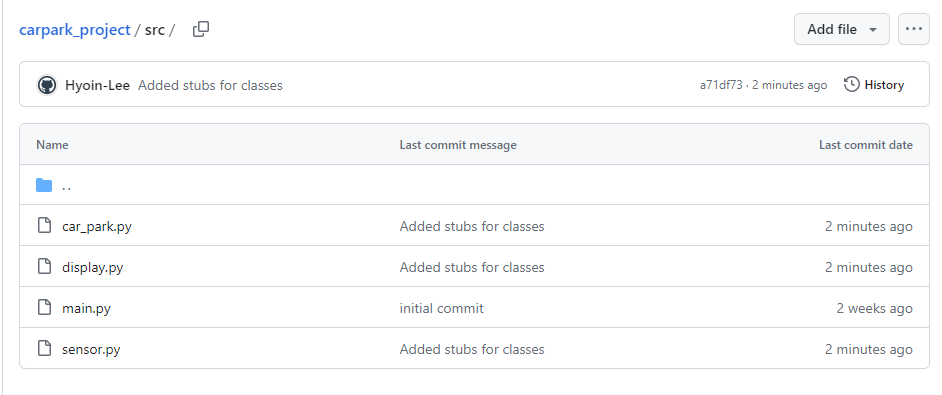 carpark_project / src /
Add file
Hyoin-Lee Added stubs for classes
a71df73 · 2 minutes ago
History
Name Last commit message Last commit date
..
car_park.py Added stubs for classes 2 minutes ago
display.py Added stubs for classes 2 minutes ago
main.py initial commit 2 weeks ago
sensor.py Added stubs for classes 2 minutes ago